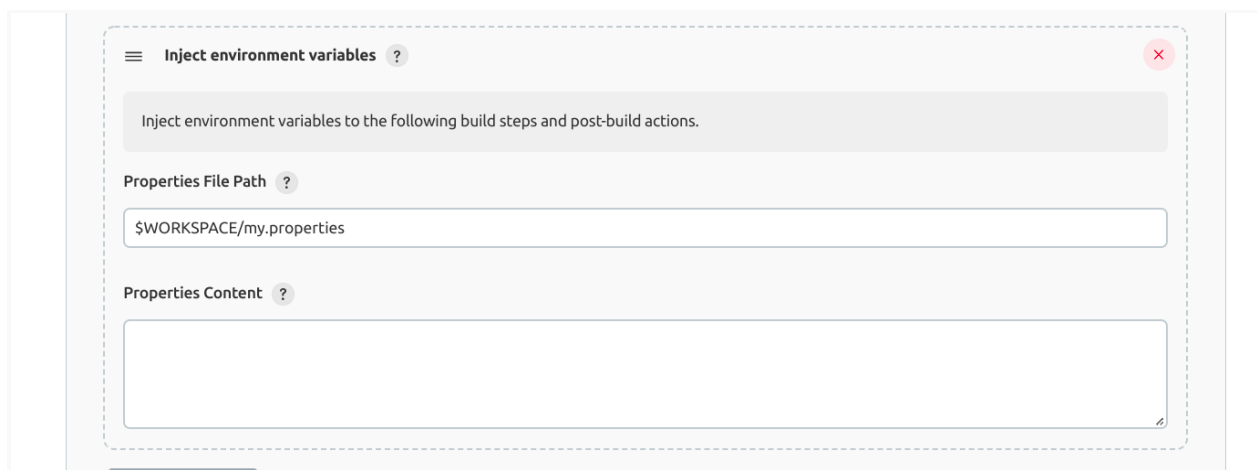 Inject environment variables ?
Inject environment variables to the following build steps and post-build actions.
Properties File Path ?
$WORKSPACE/my.properties
Properties Content ?